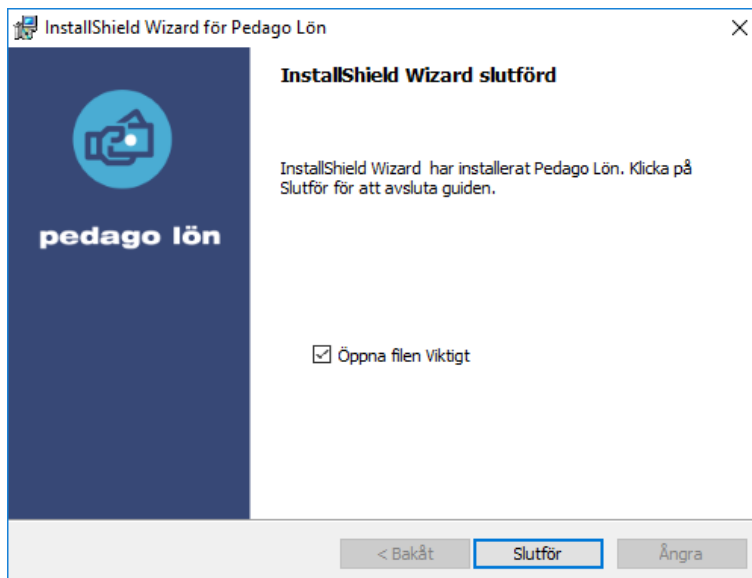 InstallShield Wizard för Pedago Lön
InstallShield Wizard slutförd
InstallShield Wizard har installerat Pedago Lön. Klicka på
Slutför för att avsluta guiden.
pedago lön
Öppna filen Viktigt
< Bakåt
Slutför
Ångra